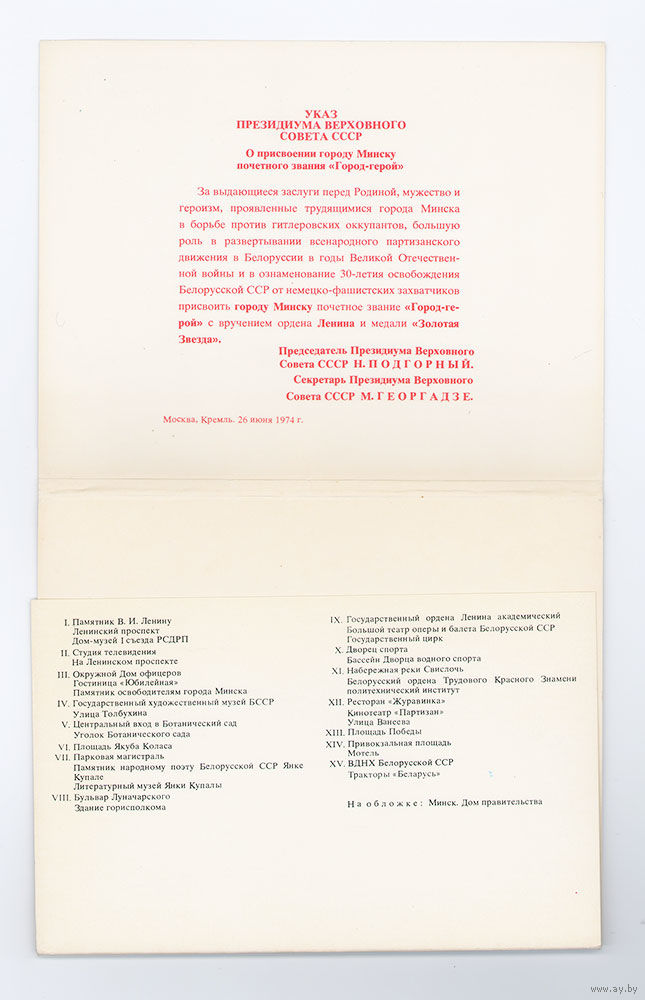 УКАЗ
ПРЕЗИДИУМА ВЕРХОВНОГО
СОВЕТА СССР
О присвоении городу Минску
почетного звания «Город-герой»
За выдающиеся заслуги перед Родиной, мужество и
героизм, проявленные трудящимися города Минска
в борьбе против гитлеровских оккупантов, большую
роль в развертывании всенародного партизанского
движения в Белоруссии в годы Великой Отечествен-
ной войны и в ознаменование 30-летия освобождения
Белорусской ССР от немецко-фашистских захватчиков
присвоить городу Минску почетное звание «Город-ге-
рой» с вручением ордена Ленина и медали «Золотая
Звезда».
Председатель Президиума Верховного
Совета СССР Н. ПОДГОРНЫЙ.
Секретарь Президиума Верховного
Совета СССР М. ГЕОРГАДЗЕ.
Москва, Кремль. 26 июня 1974 г.
I. Памятник В. И. Ленину
Ленинский проспект
Дом-музей I съезда РСДРП
II. Студия телевидения
На Ленинском проспекте
III. Окружной Дом офицеров
Гостиница «Юбилейная»
Памятник освободителям города Минска
IV. Государственный художественный музей БССР
Улица Толбухина
V. Центральный вход в Ботанический сад
Уголок Ботанического сада
VI. Площадь Якуба Коласа
VII. Парковая магистраль
Памятник народному поэту Белорусской ССР Янке
Купале
Литературный музей Янки Купалы
VIII. Бульвар Луначарского
Здание горисполкома
IX. Государственный ордена Ленина академический
Большой театр оперы и балета Белорусской ССР
Государственный цирк
X. Дворец спорта
Бассейн Дворца водного спорта
XI. Набережная реки Свислочь
Белорусский ордена Трудового Красного Знамени
политехнический институт
XII. Ресторан «Журавинка»
Кинотеатр «Партизан»
Улица Ванеева
XIII. Площадь Победы
XIV. Привокзальная площадь
Мотель
XV. ВДНХ Белорусской ССР
Тракторы «Беларусь»
На обложке: Минск. Дом правительства
www.ay.by